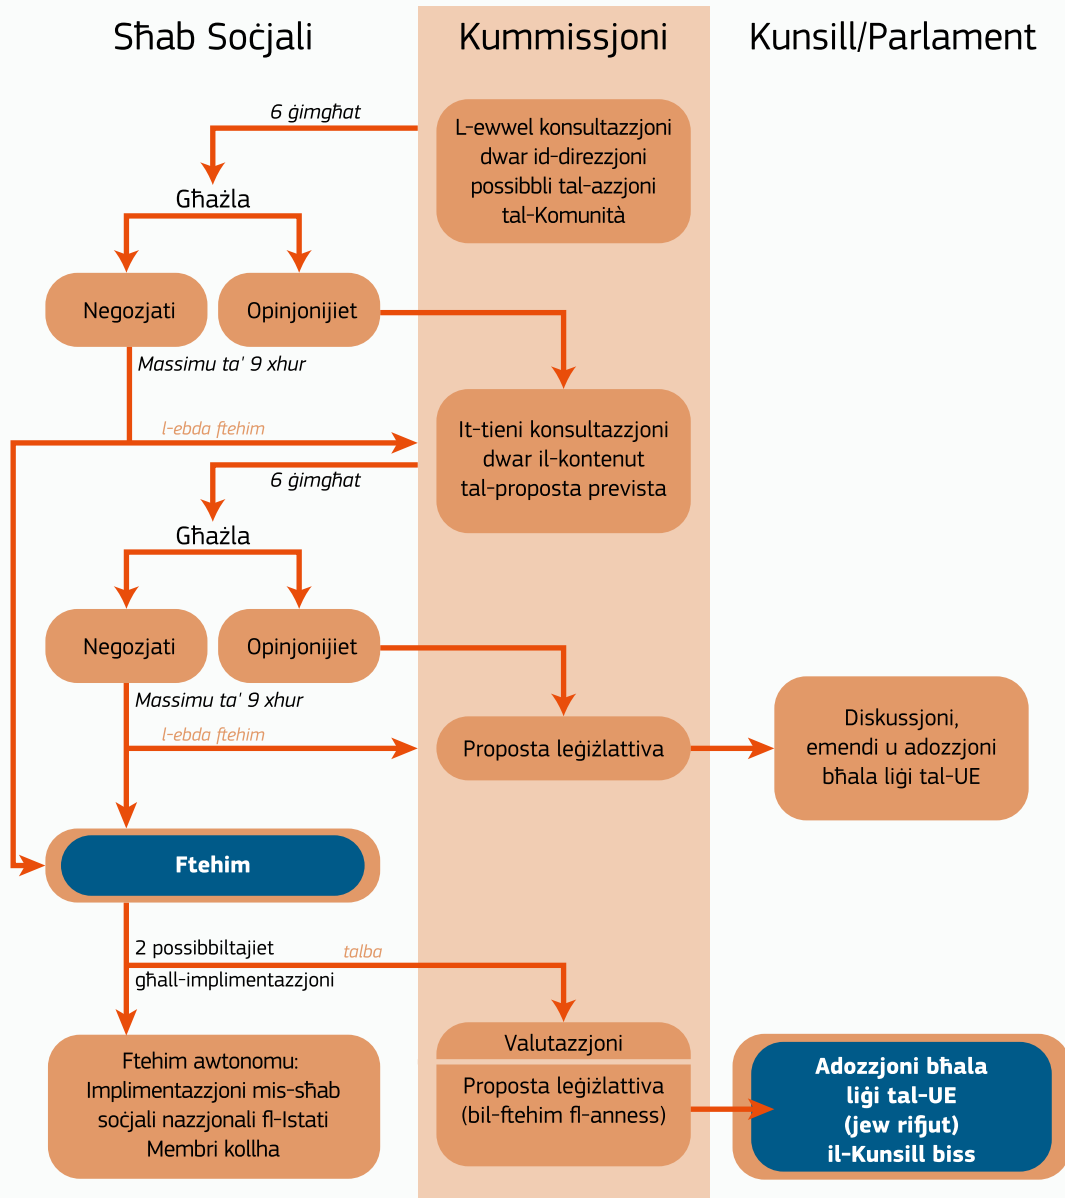 Sħab Soċjali
Kummissjoni
Kunsill/Parlament
6 ġimgħat
L-ewwel konsultazzjoni
dwar id-direzzjoni
possibbli tal-azzjoni
tal-Komunità
Għażla
Negozjati
Opinjonijiet
Massimu ta' 9 xhur
l-ebda ftehim
It-tieni konsultazzjoni
dwar il-kontenut
tal-proposta prevista
6 ġimgħat
Għażla
Negozjati
Opinjonijiet
Massimu ta' 9 xhur
l-ebda ftehim
Proposta leġiżlattiva
Diskussjoni,
emendi u adozzjoni
bħala liġi tal-UE
Ftehim
2 possibbiltajiet
għall-implimentazzjoni
talba
Ftehim awtonomu:
Implimentazzjoni mis-sħab
soċjali nazzjonali fl-Istati
Membri kollha
Valutazzjoni
Proposta leġiżlattiva
(bil-ftehim fl-anness)
Adozzjoni bħala
liġi tal-UE
(jew rifjut)
il-Kunsill biss